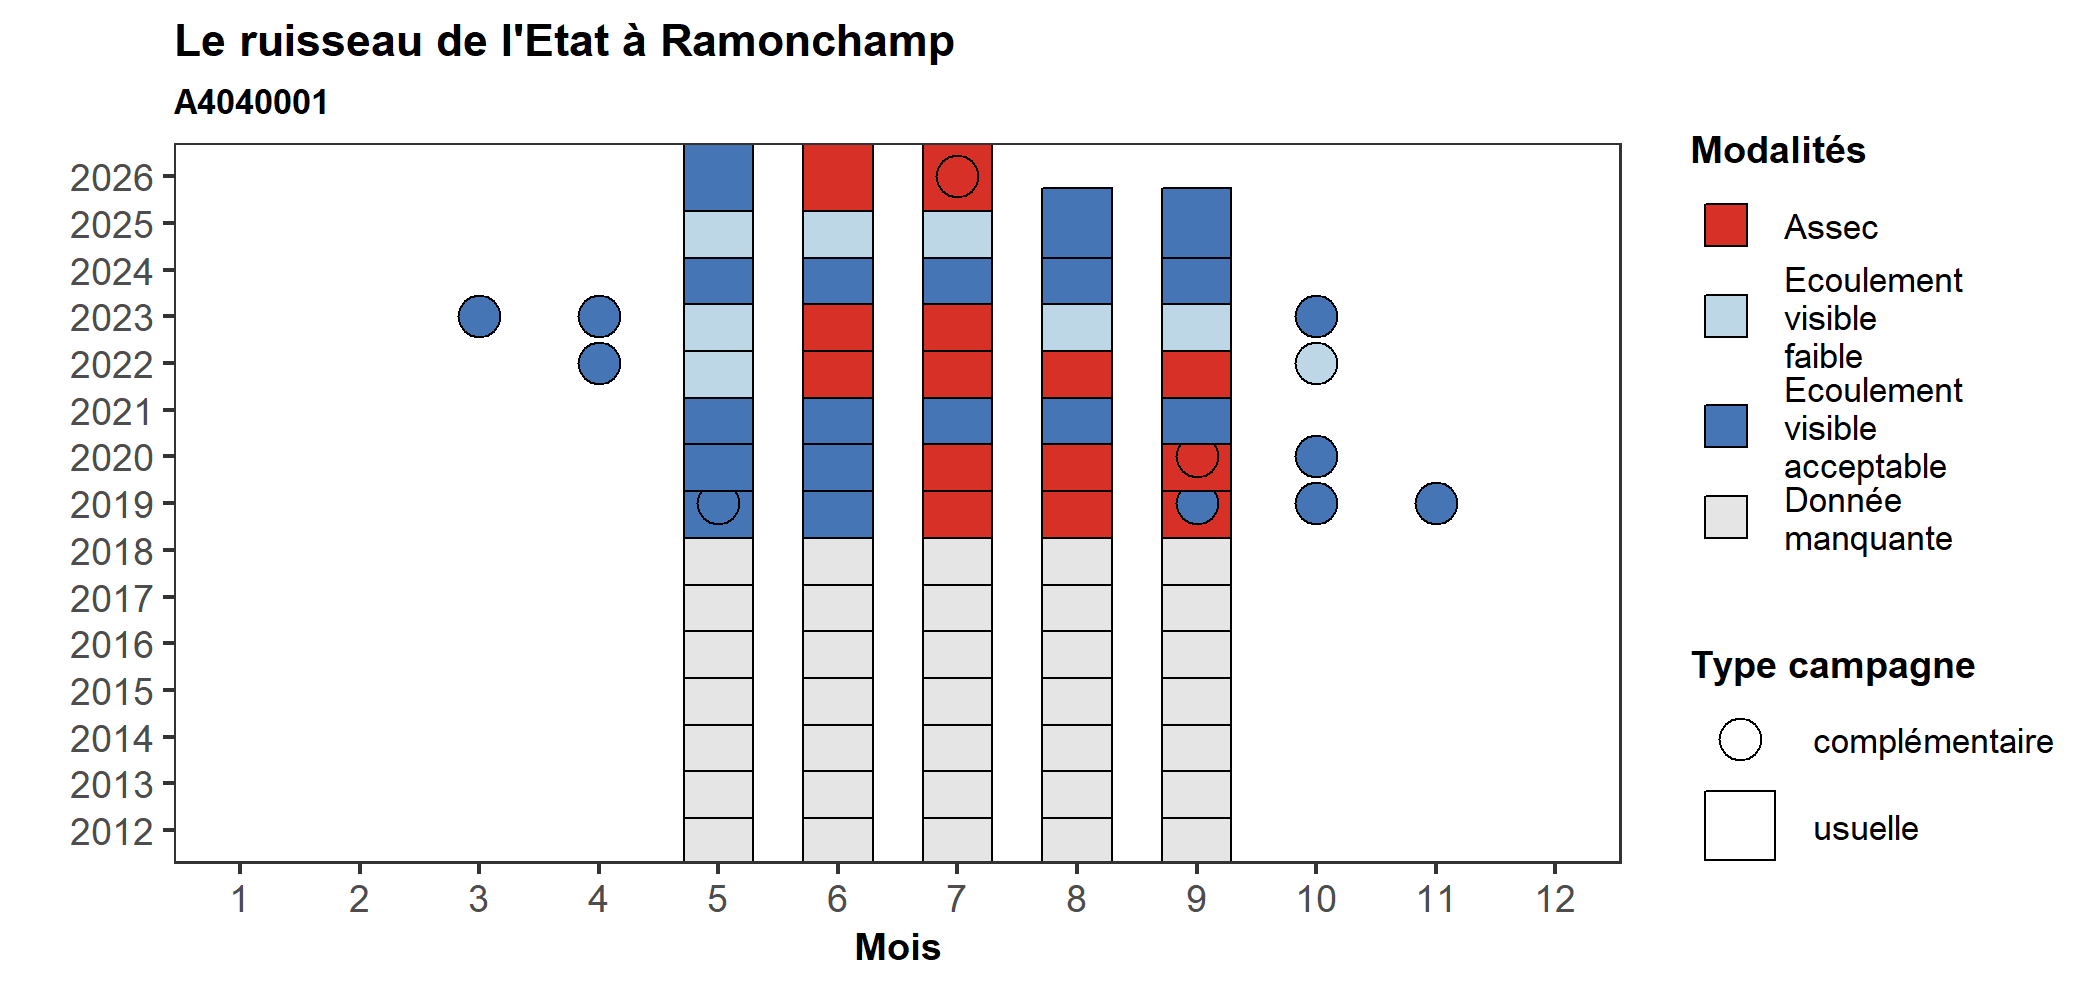 Le ruisseau de l'Etat à Ramonchamp
A4040001
2026
2025
2024
2023
2022
2021
2020
2019
2018
2017
2016
2015
2014
2013
2012
1 2 3 4 5 6 7 8 9 10 11 12
Mois
Modalités
Assec
Ecoulement
visible
faible
Ecoulement
visible
acceptable
Donnée
manquante
Type campagne
complémentaire
usuelle